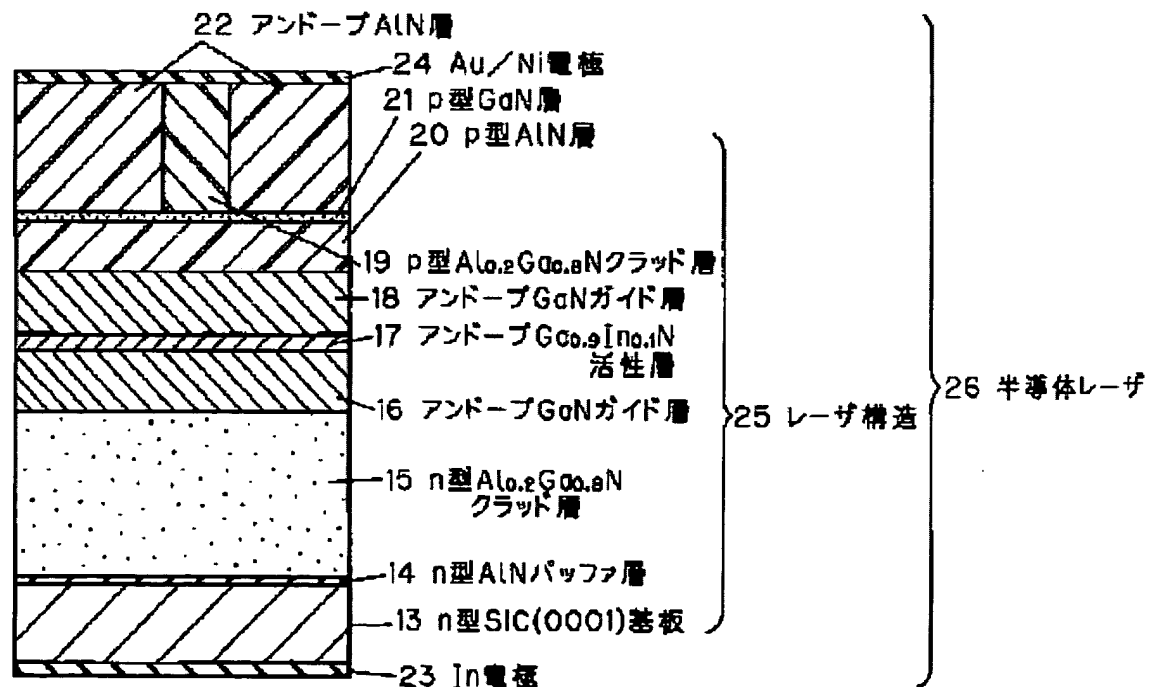 22 アンドープAlN層
24 Au/Ni電極
21 p型GaN層
20 p型AlN層
19 p型Al0.2Ga0.8Nクラッド層
18 アンドープGaNガイド層
17 アンドープGa0.9In0.1N
活性層
16 アンドープGaNガイド層
25 レーザ構造
26 半導体レーザ
15 n型Al0.2Ga0.8N
クラッド層
14 n型AlNバッファ層
13 n型SiC(0001)基板
23 In電極